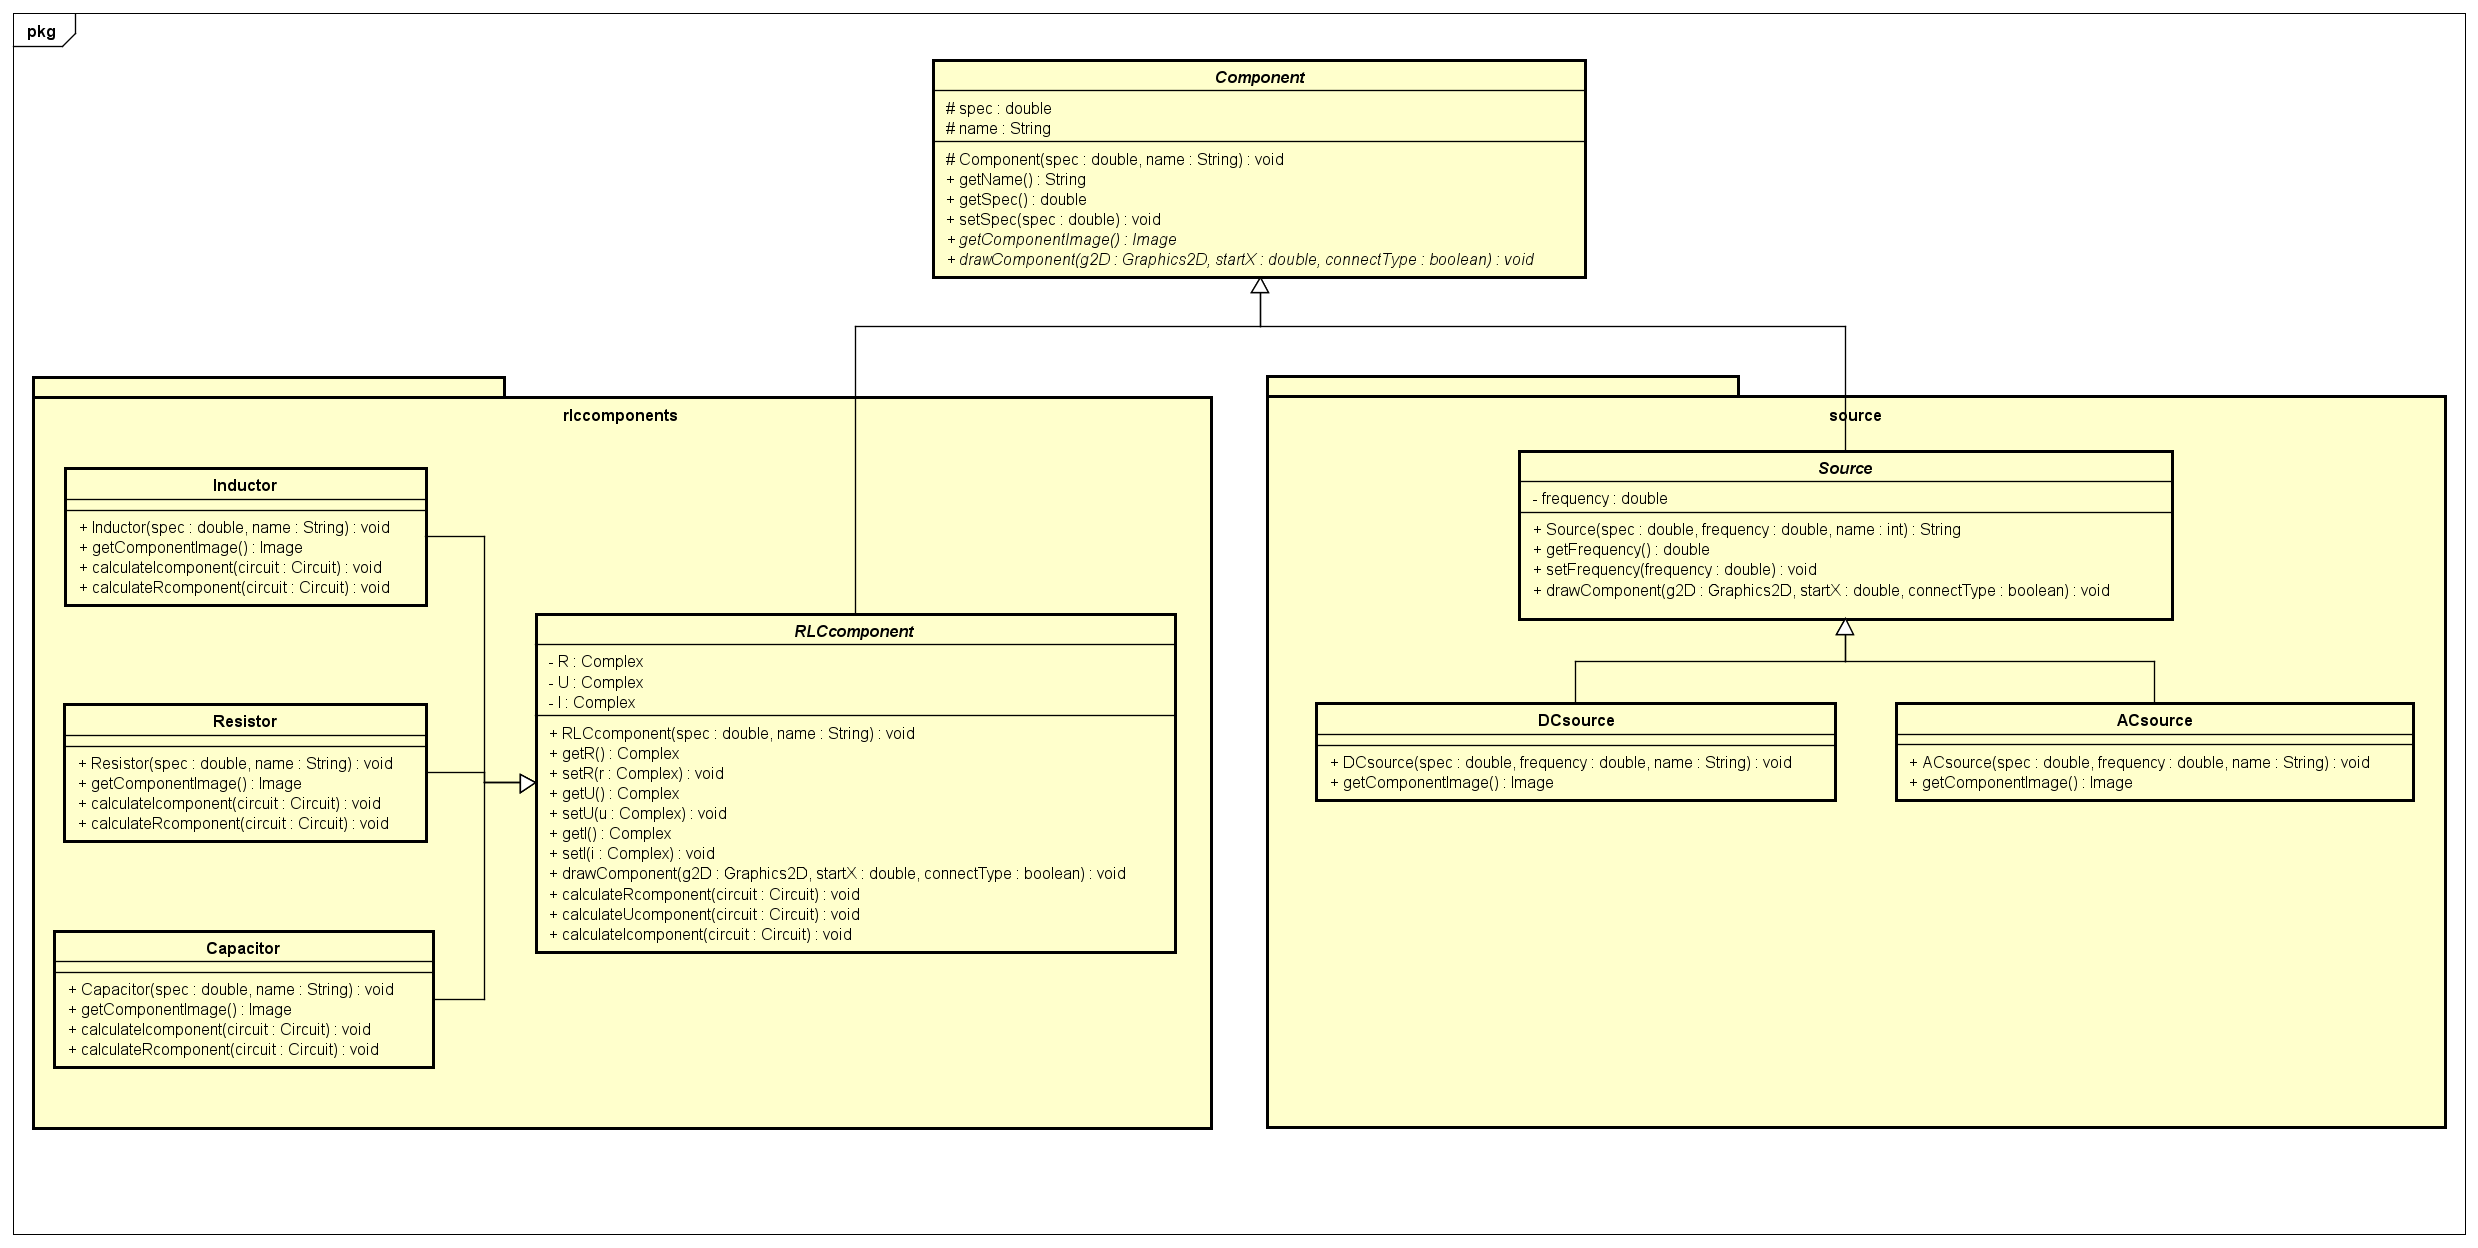 pkg
Component
# spec : double
# name : String
# Component(spec : double, name : String) : void
+ getName() : String
+ getSpec() : double
+ setSpec(spec : double) : void
+ getComponentImage() : Image
+ drawComponent(g2D : Graphics2D, startX : double, connectType : boolean) : void
rlccomponents
Inductor
+ Inductor(spec : double, name : String) : void
+ getComponentImage() : Image
+ calculateIcomponent(circuit : Circuit) : void
+ calculateRcomponent(circuit : Circuit) : void
Resistor
+ Resistor(spec : double, name : String) : void
+ getComponentImage() : Image
+ calculateIcomponent(circuit : Circuit) : void
+ calculateRcomponent(circuit : Circuit) : void
Capacitor
+ Capacitor(spec : double, name : String) : void
+ getComponentImage() : Image
+ calculateIcomponent(circuit : Circuit) : void
+ calculateRcomponent(circuit : Circuit) : void
RLCcomponent
- R : Complex
- U : Complex
- I : Complex
+ RLCcomponent(spec : double, name : String) : void
+ getR() : Complex
+ setR(r : Complex) : void
+ getU() : Complex
+ setU(u : Complex) : void
+ getI() : Complex
+ setI(i : Complex) : void
+ drawComponent(g2D : Graphics2D, startX : double, connectType : boolean) : void
+ calculateRcomponent(circuit : Circuit) : void
+ calculateUcomponent(circuit : Circuit) : void
+ calculateIcomponent(circuit : Circuit) : void
source
Source
- frequency : double
+ Source(spec : double, frequency : double, name : int) : String
+ getFrequency() : double
+ setFrequency(frequency : double) : void
+ drawComponent(g2D : Graphics2D, startX : double, connectType : boolean) : void
DCsource
+ DCsource(spec : double, frequency : double, name : String) : void
+ getComponentImage() : Image
ACsource
+ ACsource(spec : double, frequency : double, name : String) : void
+ getComponentImage() : Image